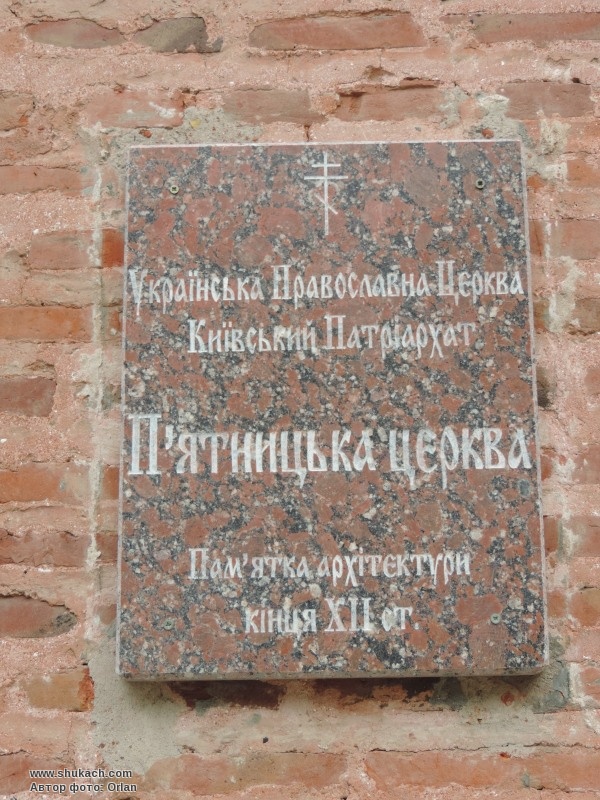 Українська Православна Церква
Київський Патріархат
П'ятницька церква
Пам'ятка архітектури
кінця XII ст.
www.shukach.com
Автор фото: Orlan